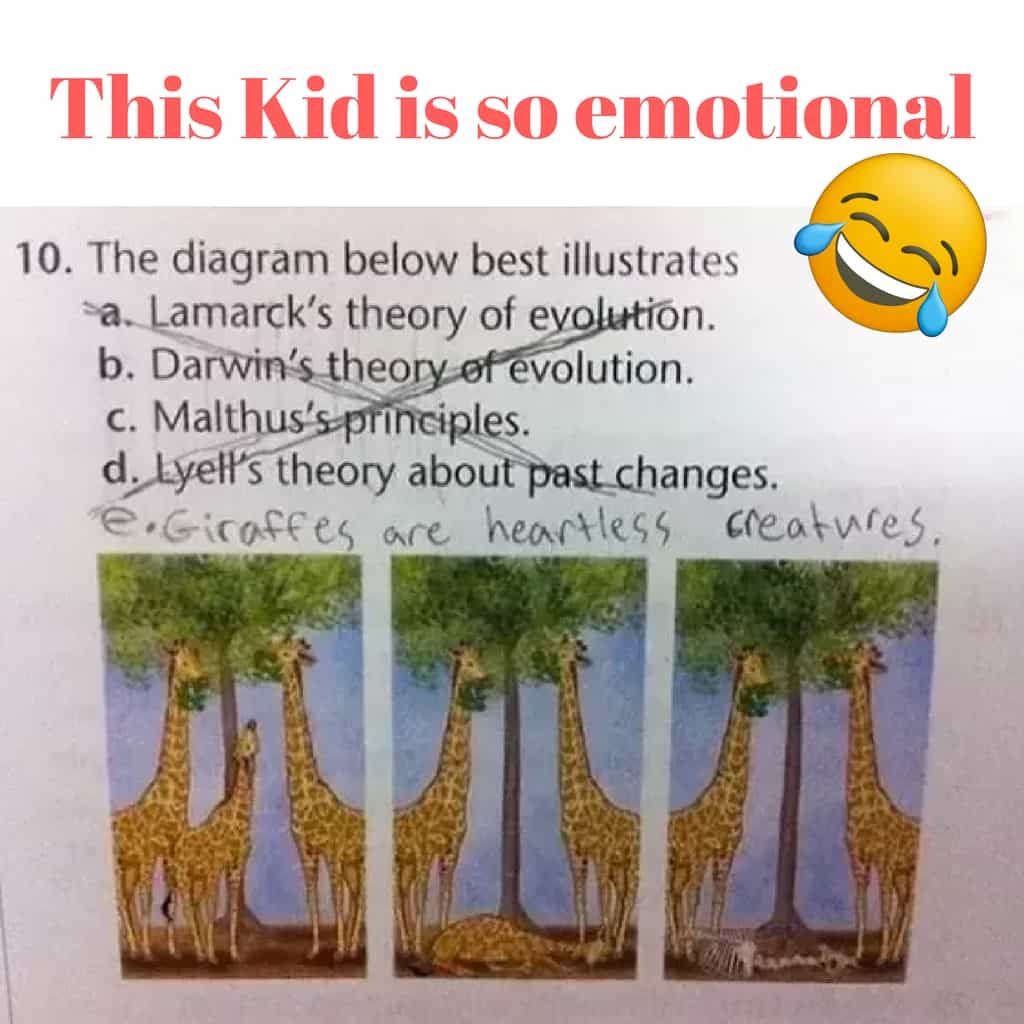 This Kid is so emotional
10. The diagram below best illustrates
a. Lamarck's theory of evolution.
b. Darwin's theory of evolution.
c. Malthus's principles.
d. Lyell's theory about past changes.
e. Giraffes are heartless creatures.